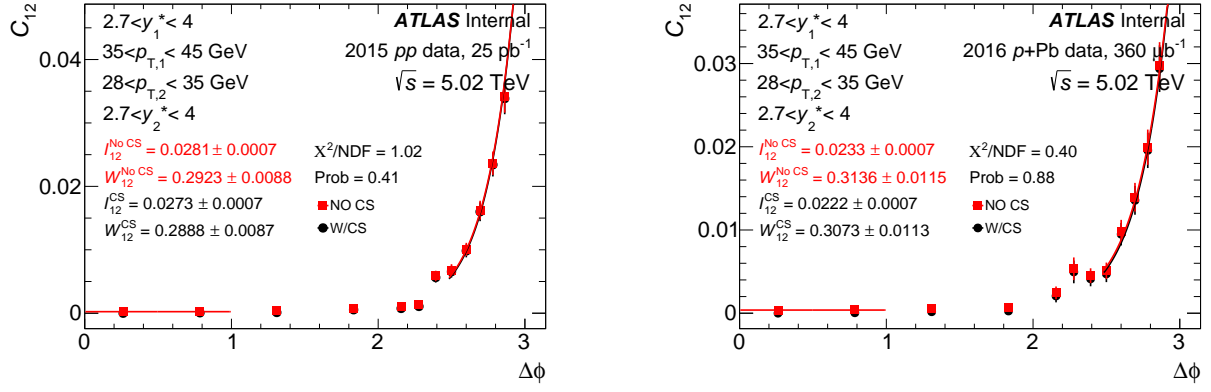 C12
ATLAS Internal
2.7<y1*< 4
2015 pp data, 25 pb-1
35<pT,1< 45 GeV
√s = 5.02 TeV
28<pT,2< 35 GeV
2.7<y2*< 4
I12No CS = 0.0281 ± 0.0007
W12No CS = 0.2923 ± 0.0088
I12CS = 0.0273 ± 0.0007
W12CS = 0.2888 ± 0.0087
Χ2/NDF = 1.02
Prob = 0.41
NO CS
W/CS
0.04
0.02
0
0 1 2 3
Δϕ
C12
ATLAS Internal
2.7<y1*< 4
2016 p+Pb data, 360 μb-1
35<pT,1< 45 GeV
√s = 5.02 TeV
28<pT,2< 35 GeV
2.7<y2*< 4
I12No CS = 0.0233 ± 0.0007
W12No CS = 0.3136 ± 0.0115
I12CS = 0.0222 ± 0.0007
W12CS = 0.3073 ± 0.0113
Χ2/NDF = 0.40
Prob = 0.88
NO CS
W/CS
0.03
0.02
0.01
0
0 1 2 3
Δϕ